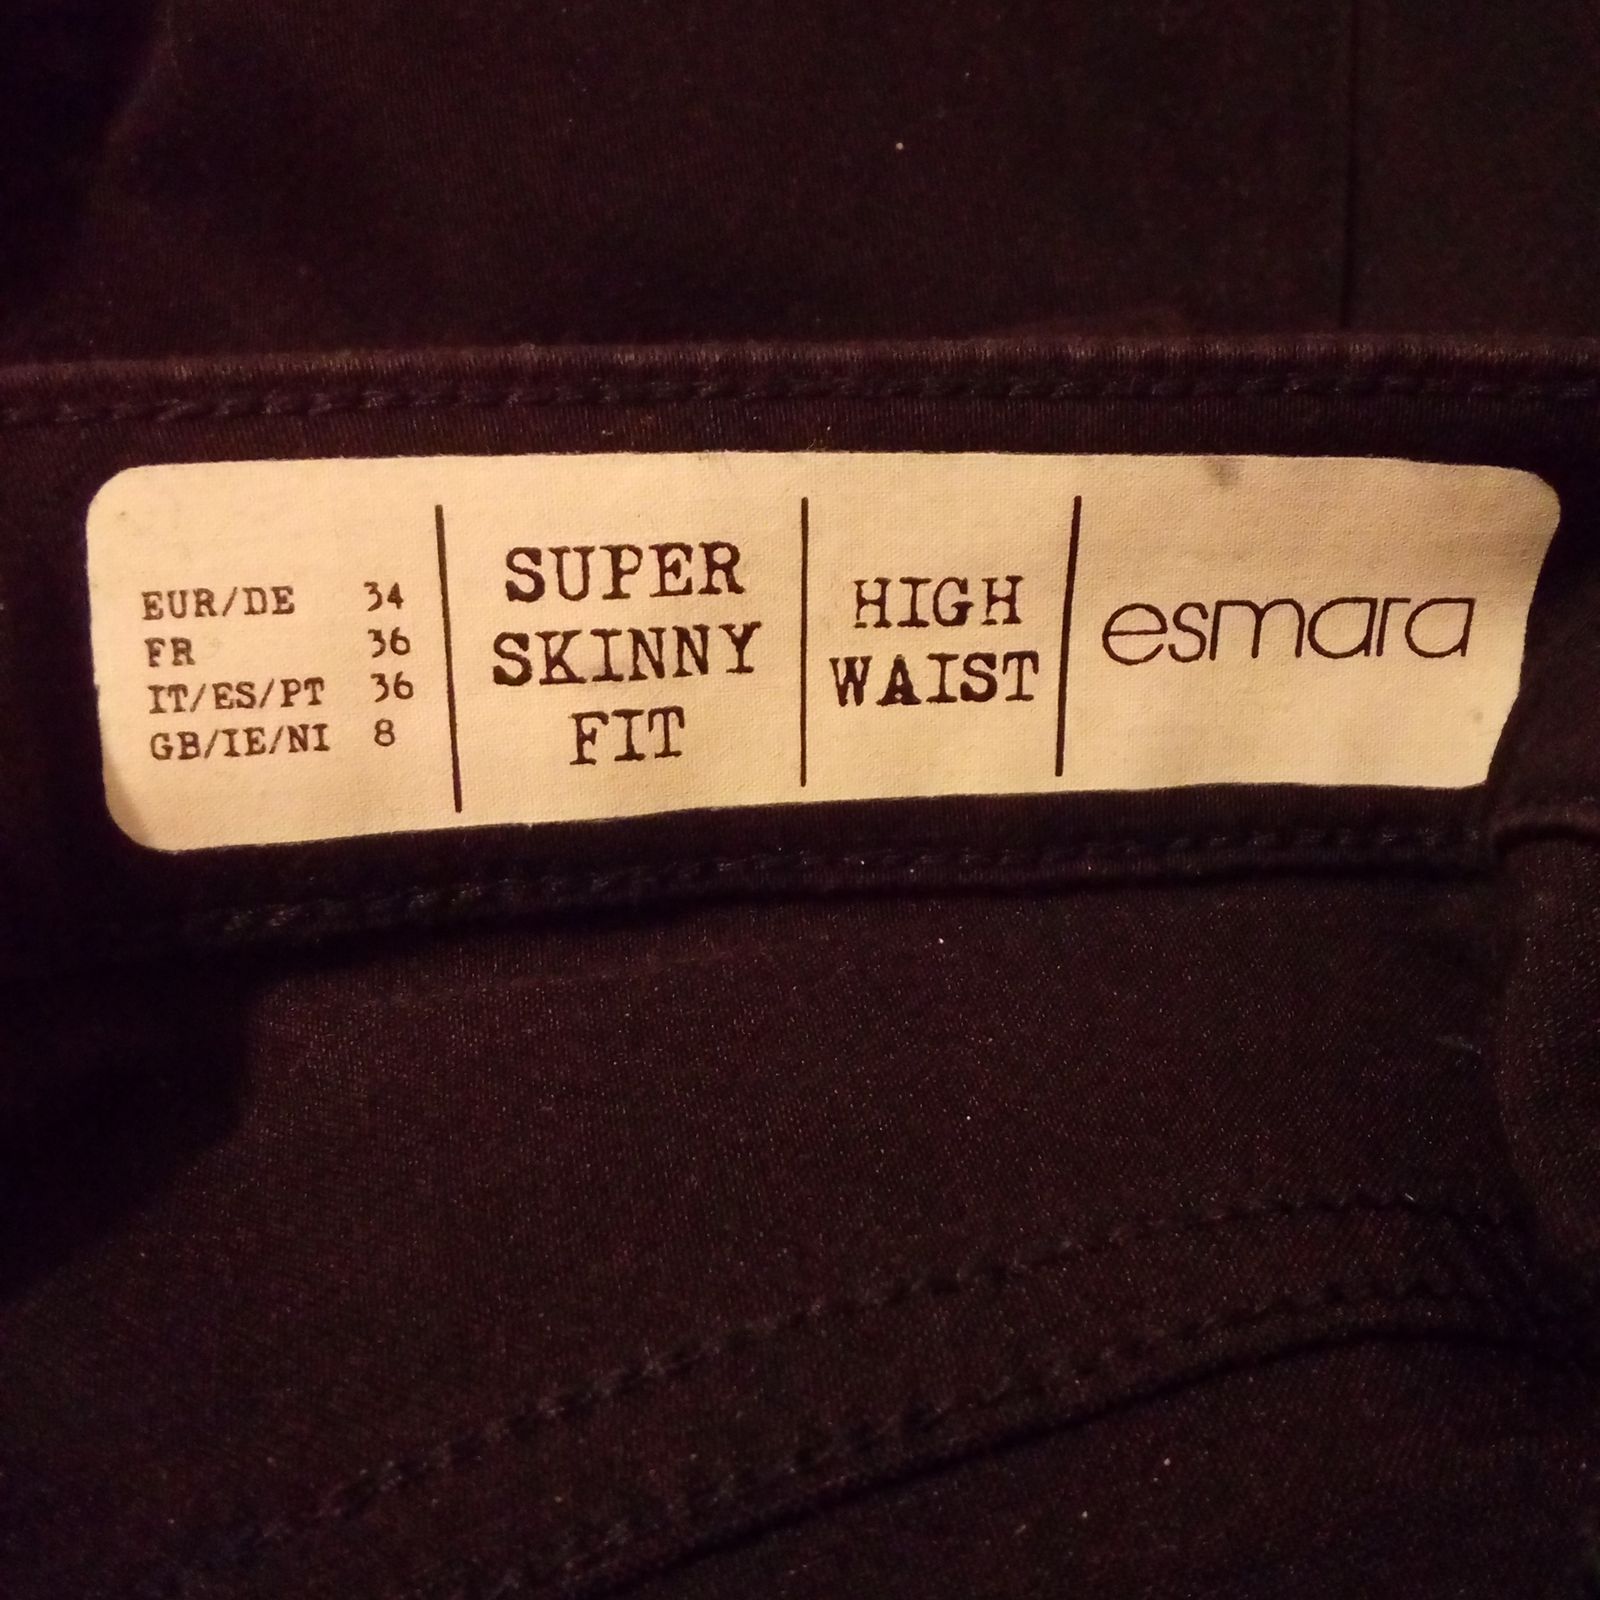 EUR/DE 34
FR 36
IT/ES/PT 36
GB/IE/NI 8
SUPER
SKINNY
FIT
HIGH
WAIST
esmara